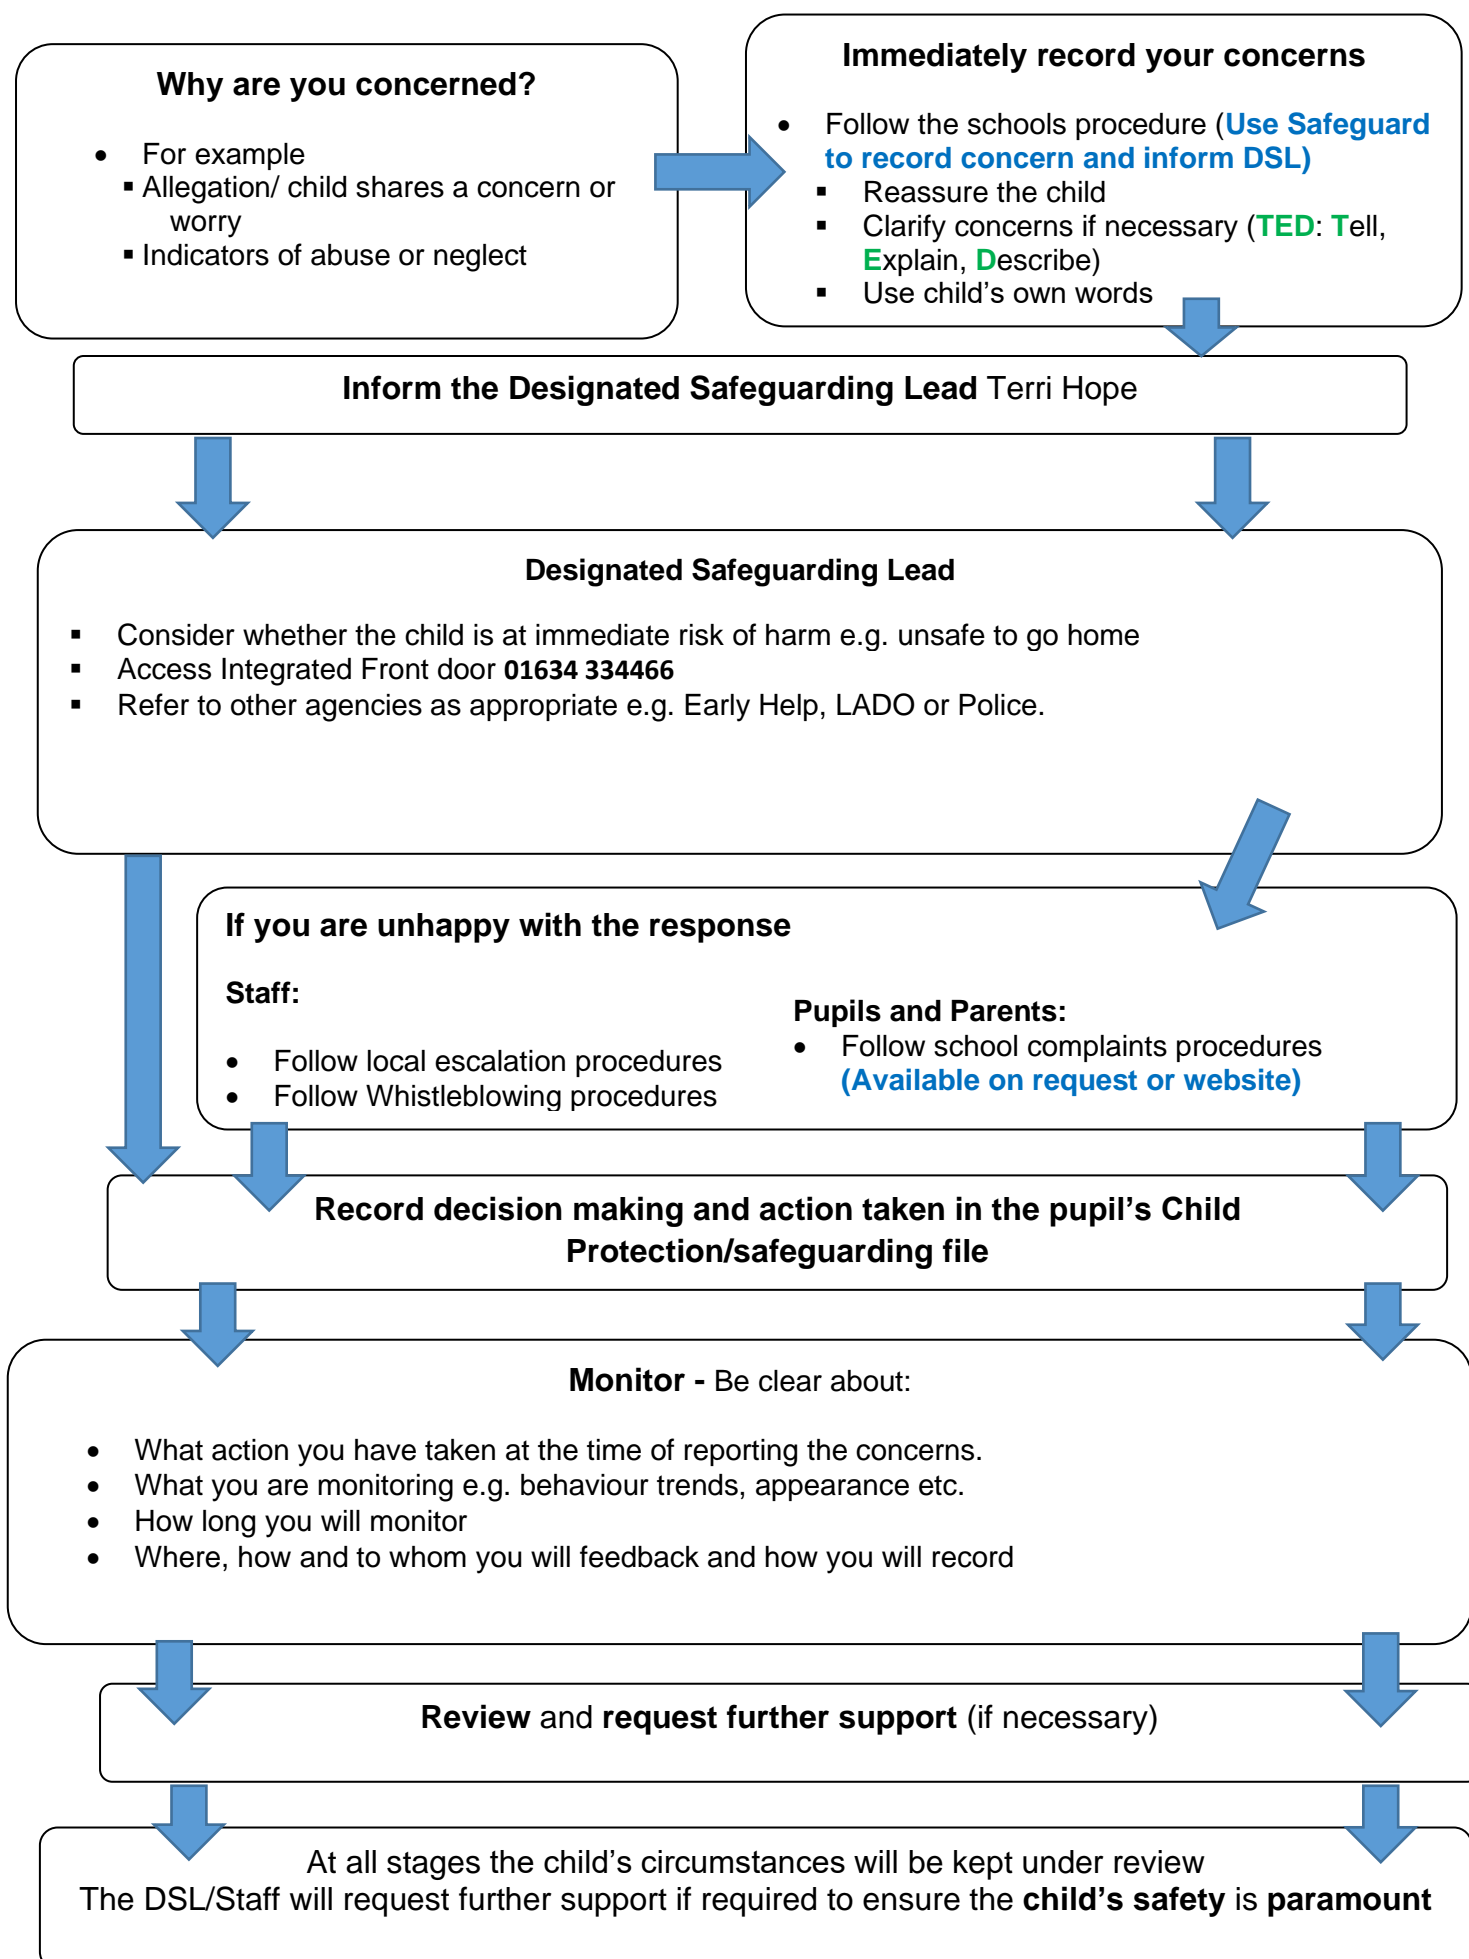 Why are you concerned?
• For example
▪ Allegation/ child shares a concern or
worry
▪ Indicators of abuse or neglect
Immediately record your concerns
• Follow the schools procedure (Use Safeguard
to record concern and inform DSL)
▪ Reassure the child
▪ Clarify concerns if necessary (TED: Tell,
Explain, Describe)
▪ Use child’s own words
Inform the Designated Safeguarding Lead Terri Hope
Designated Safeguarding Lead
▪ Consider whether the child is at immediate risk of harm e.g. unsafe to go home
▪ Access Integrated Front door 01634 334466
▪ Refer to other agencies as appropriate e.g. Early Help, LADO or Police.
If you are unhappy with the response
Staff:
• Follow local escalation procedures
• Follow Whistleblowing procedures
Pupils and Parents:
• Follow school complaints procedures
(Available on request or website)
Record decision making and action taken in the pupil’s Child
Protection/safeguarding file
Monitor - Be clear about:
• What action you have taken at the time of reporting the concerns.
• What you are monitoring e.g. behaviour trends, appearance etc.
• How long you will monitor
• Where, how and to whom you will feedback and how you will record
Review and request further support (if necessary)
At all stages the child’s circumstances will be kept under review
The DSL/Staff will request further support if required to ensure the child’s safety is paramount